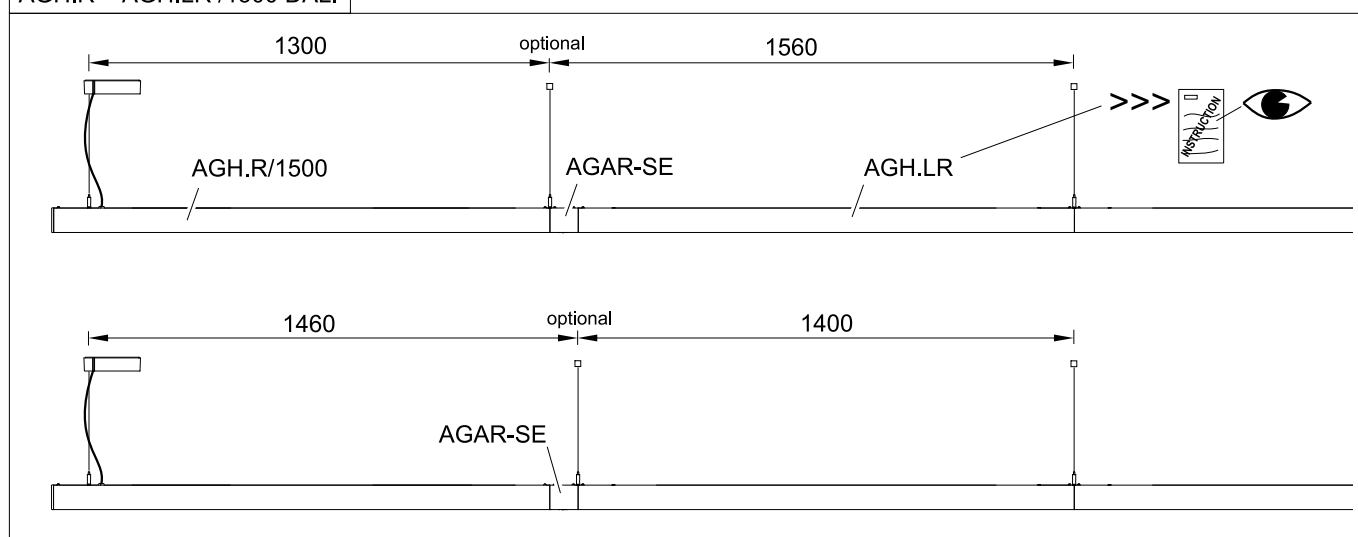 1300 optional 1560
>>>
INSTRUCTION
AGH.R/1500 AGAR-SE AGH.LR
1460 optional 1400
AGAR-SE